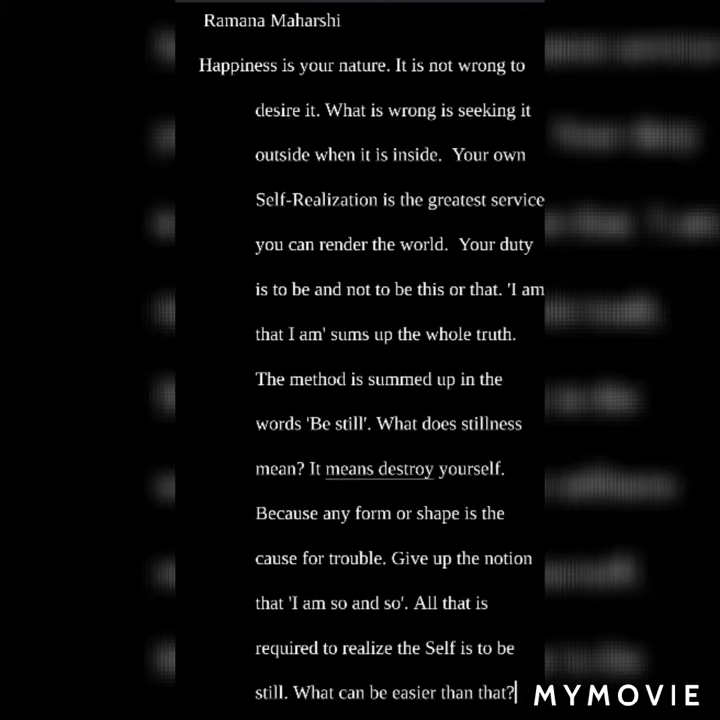 Ramana Maharshi
Happiness is your nature. It is not wrong to
desire it. What is wrong is seeking it
outside when it is inside.  Your own
Self-Realization is the greatest service
you can render the world.  Your duty
is to be and not to be this or that. 'I am
that I am' sums up the whole truth.
The method is summed up in the
words 'Be still'. What does stillness
mean? It means destroy yourself.
Because any form or shape is the
cause for trouble. Give up the notion
that 'I am so and so'. All that is
required to realize the Self is to be
still. What can be easier than that?
MYMOVIE